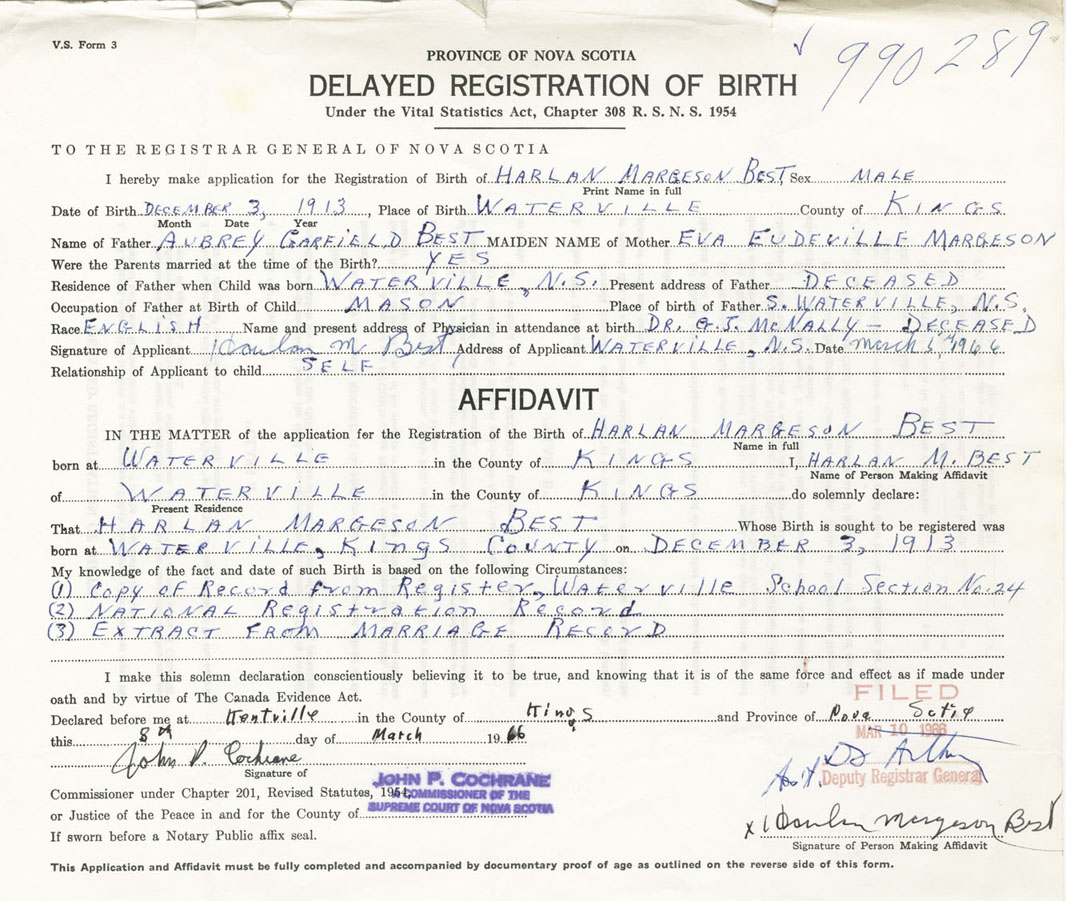 V.S. Form 3
990289
PROVINCE OF NOVA SCOTIA
DELAYED REGISTRATION OF BIRTH
Under the Vital Statistics Act, Chapter 308 R. S. N. S. 1954
TO THE REGISTRAR GENERAL OF NOVA SCOTIA
I hereby make application for the Registration of Birth of HARLAN MARGESON BEST, Sex MALE
Print Name in full
Date of Birth DECEMBER 3, 1913, Place of Birth WATERVILLE County of KINGS
Month Date Year
Name of Father AUBREY GARFIELD BEST MAIDEN NAME of Mother EVA EUDEVILLE MARGESON
Were the Parents married at the time of the Birth? YES
Residence of Father when Child was born WATERVILLE, N.S. Present address of Father DECEASED
Occupation of Father at Birth of Child MASON Place of birth of Father S. WATERVILLE, N.S.
Race ENGLISH Name and present address of Physician in attendance at birth DR. G.J. McNALLY - DECEASED
Signature of Applicant Harlan M. Best, Address of Applicant WATERVILLE, N.S. Date March 1966
Relationship of Applicant to child SELF
AFFIDAVIT
IN THE MATTER of the application for the Registration of the Birth of HARLAN MARGESON BEST
Name in full
born at WATERVILLE in the County of KINGS I, HARLAN M. BEST
Name of Person Making Affidavit
of WATERVILLE in the County of KINGS do solemnly declare:
Present Residence
That HARLAN MARGESON BEST Whose Birth is sought to be registered was
born at WATERVILLE, KINGS COUNTY on DECEMBER 3, 1913
My knowledge of the fact and date of such Birth is based on the following Circumstances:
(1) Copy of Record from Register, Waterville School Section No. 24
(2) NATIONAL Registration Record
(3) EXTRACT FROM MARRIAGE RECORD
I make this solemn declaration conscientiously believing it to be true, and knowing that it is of the same force and effect as if made under
oath and by virtue of The Canada Evidence Act.
FILED
Declared before me at Kentville in the County of Kings and Province of Nova Sctia
MAR 10 1966
this 8th day of March 1966
John P. Cochrane
Signature of
Deputy Registrar General
JOHN P. COCHRANE
Commissioner under Chapter 201, Revised Statutes, 1954,
A COMMISSIONER OF THE
SUPREME COURT OF NOVA SCOTIA
or Justice of the Peace in and for the County of
x Harlan Margeson Best
If sworn before a Notary Public affix seal.
Signature of Person Making Affidavit
This Application and Affidavit must be fully completed and accompanied by documentary proof of age as outlined on the reverse side of this form.